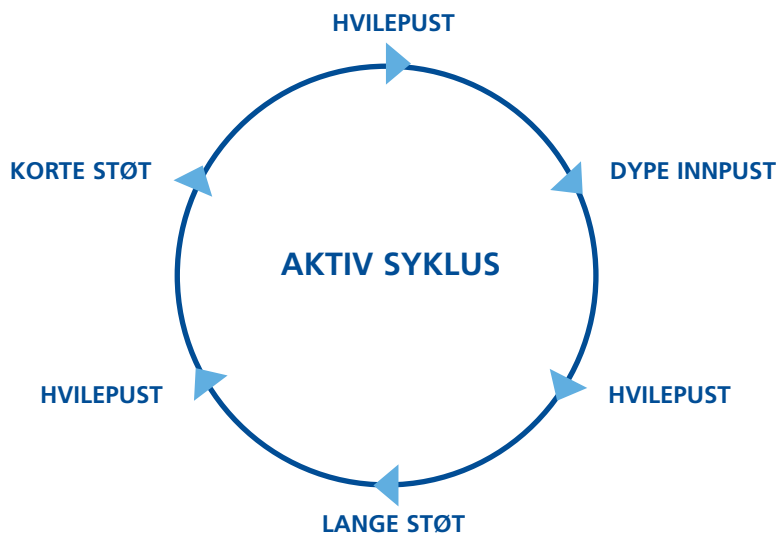 HVILEPUST
KORTE STØT
DYPE INNPUST
AKTIV SYKLUS
HVILEPUST
HVILEPUST
LANGE STØT